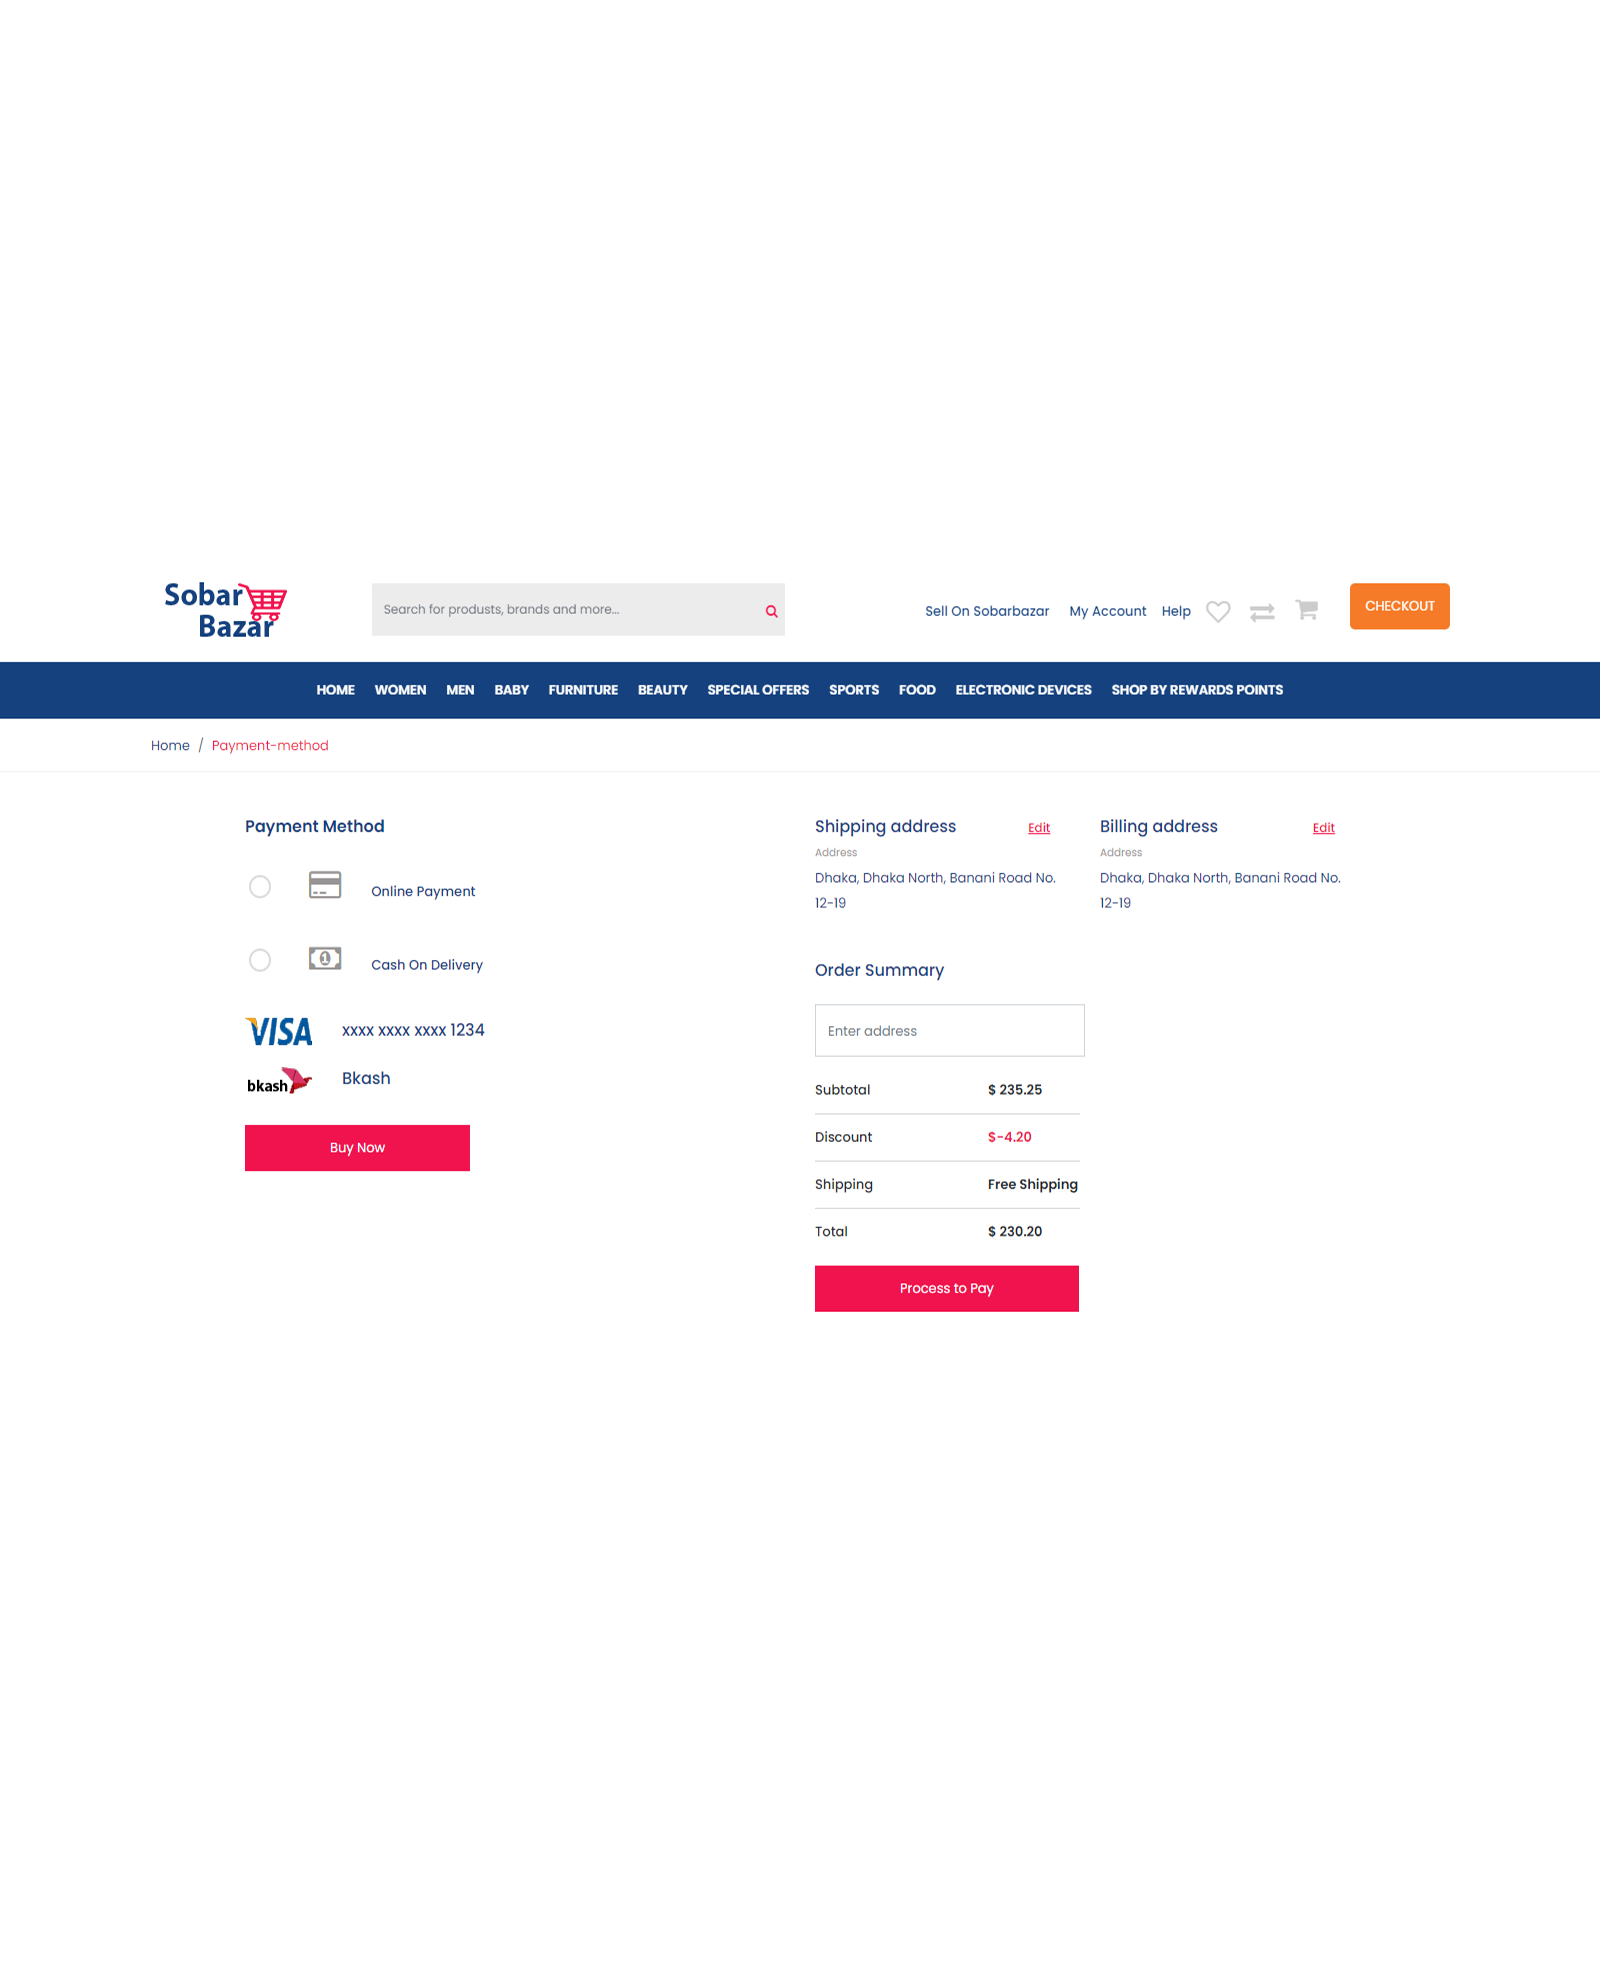 Sobar
Bazar
Search for produsts, brands and more...
Sell On Sobarbazar My Account Help
CHECKOUT
HOME WOMEN MEN BABY FURNITURE BEAUTY SPECIAL OFFERS SPORTS FOOD ELECTRONIC DEVICES SHOP BY REWARDS POINTS
Home / Payment-method
Payment Method
Online Payment
1
Cash On Delivery
VISA xxxx xxxx xxxx 1234
bkash Bkash
Buy Now
Shipping address Edit
Address
Dhaka, Dhaka North, Banani Road No.
12-19
Billing address Edit
Address
Dhaka, Dhaka North, Banani Road No.
12-19
Order Summary
Enter address
Subtotal $ 235.25
Discount $-4.20
Shipping Free Shipping
Total $ 230.20
Process to Pay